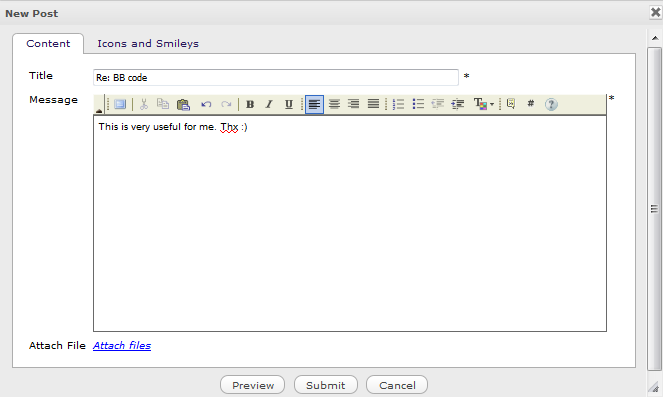 New Post
Content Icons and Smileys
Title Re: BB code *
Message B I U # ? *
This is very useful for me. Thx :)
Attach File Attach files
Preview Submit Cancel